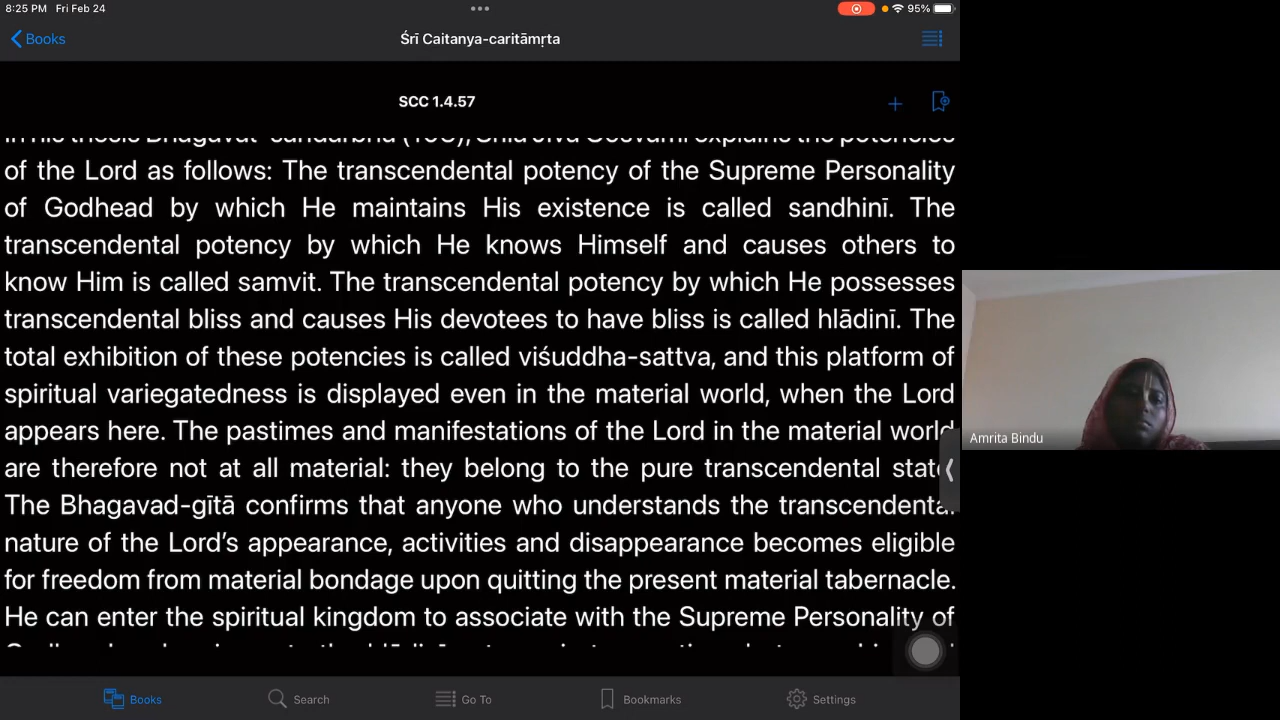 8:25 PM Fri Feb 24
95%
Books
Śrī Caitanya-caritāmṛta
SCC 1.4.57
of the Lord as follows: The transcendental potency of the Supreme Personality
of Godhead by which He maintains His existence is called sandhinī. The
transcendental potency by which He knows Himself and causes others to
know Him is called samvit. The transcendental potency by which He possesses
transcendental bliss and causes His devotees to have bliss is called hlādinī. The
total exhibition of these potencies is called viśuddha-sattva, and this platform of
spiritual variegatedness is displayed even in the material world, when the Lord
appears here. The pastimes and manifestations of the Lord in the material world
are therefore not at all material: they belong to the pure transcendental state
The Bhagavad-gītā confirms that anyone who understands the transcendental
nature of the Lord's appearance, activities and disappearance becomes eligible
for freedom from material bondage upon quitting the present material tabernacle.
He can enter the spiritual kingdom to associate with the Supreme Personality of
Amrita Bindu
Books
Search
Go To
Bookmarks
Settings